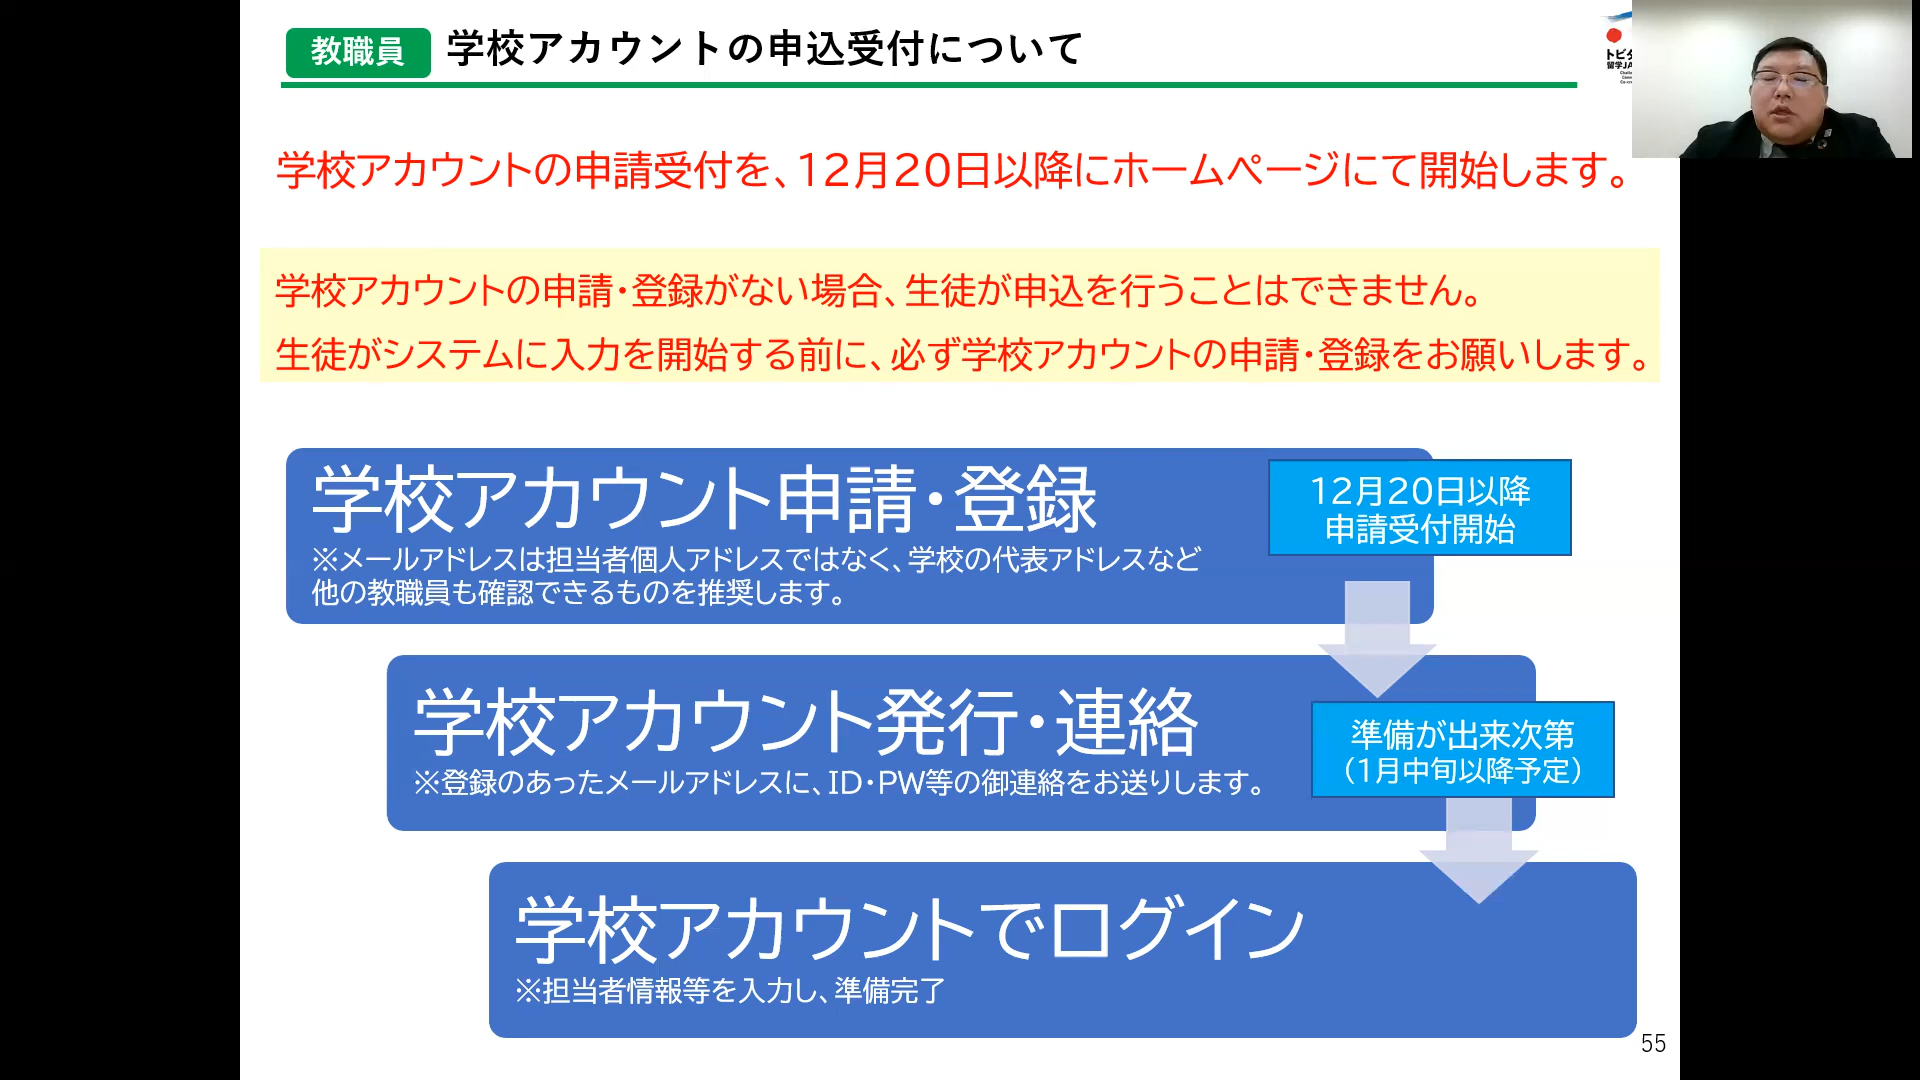 教職員 学校アカウントの申込受付について
トビタ
留学JA
学校アカウントの申請受付を、12月20日以降にホームページにて開始します。
学校アカウントの申請・登録がない場合、生徒が申込を行うことはできません。
生徒がシステムに入力を開始する前に、必ず学校アカウントの申請・登録をお願いします。
学校アカウント申請・登録
※メールアドレスは担当者個人アドレスではなく、学校の代表アドレスなど
他の教職員も確認できるものを推奨します。
12月20日以降
申請受付開始
学校アカウント発行・連絡
※登録のあったメールアドレスに、ID・PW等の御連絡をお送りします。
準備が出来次第
（1月中旬以降予定）
学校アカウントでログイン
※担当者情報等を入力し、準備完了
55